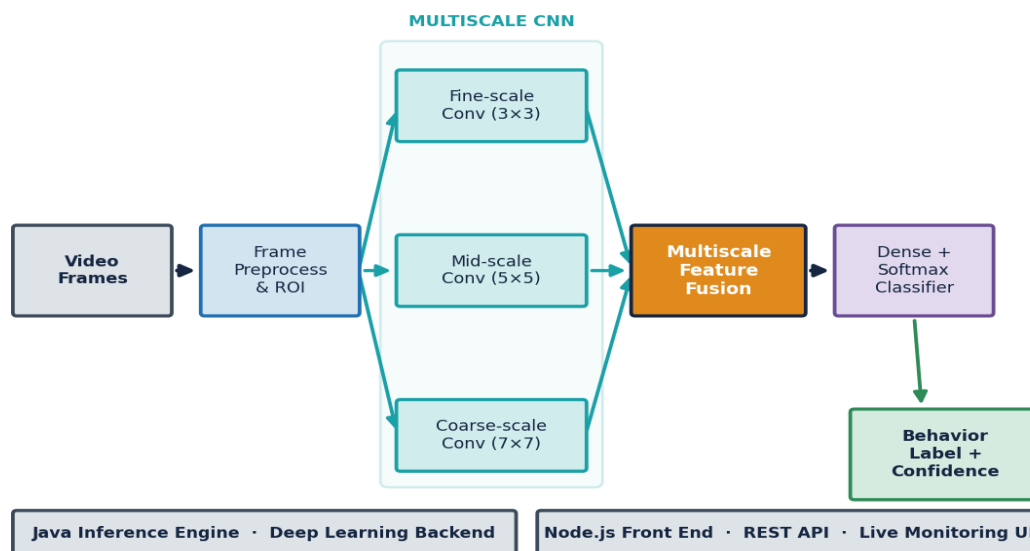 MULTISCALE CNN
Fine-scale
Conv (3×3)
Video
Frames
Frame
Preprocess
& ROI
Mid-scale
Conv (5×5)
Multiscale
Feature
Fusion
Dense +
Softmax
Classifier
Coarse-scale
Conv (7×7)
Behavior
Label +
Confidence
Java Inference Engine · Deep Learning Backend
Node.js Front End · REST API · Live Monitoring